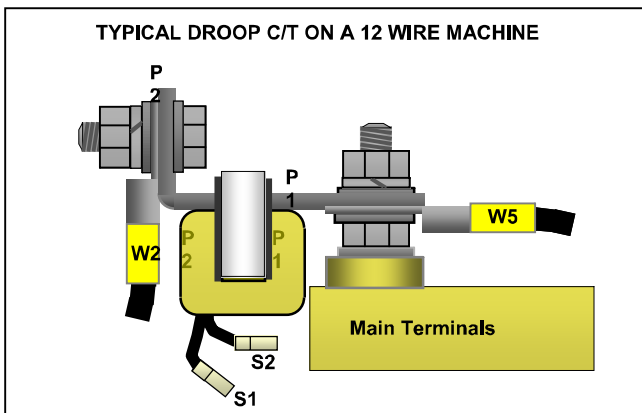 TYPICAL DROOP C/T ON A 12 WIRE MACHINE
P
2
P
1
W5
W2
P
2
P
1
Main Terminals
S2
S1